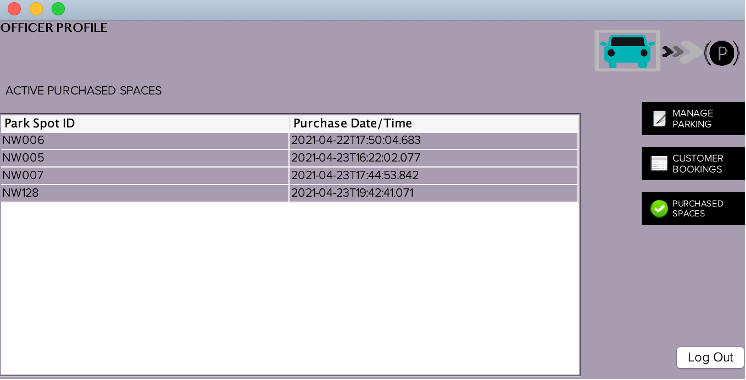 OFFICER PROFILE
(P)
ACTIVE PURCHASED SPACES
Park Spot ID Purchase Date/Time
NW006 2021-04-22T17:50:04.683
NW005 2021-04-23T16:22:02.077
NW007 2021-04-23T17:44:53.842
NW128 2021-04-23T19:42:41.071
MANAGE
PARKING
CUSTOMER
BOOKINGS
PURCHASED
SPACES
Log Out